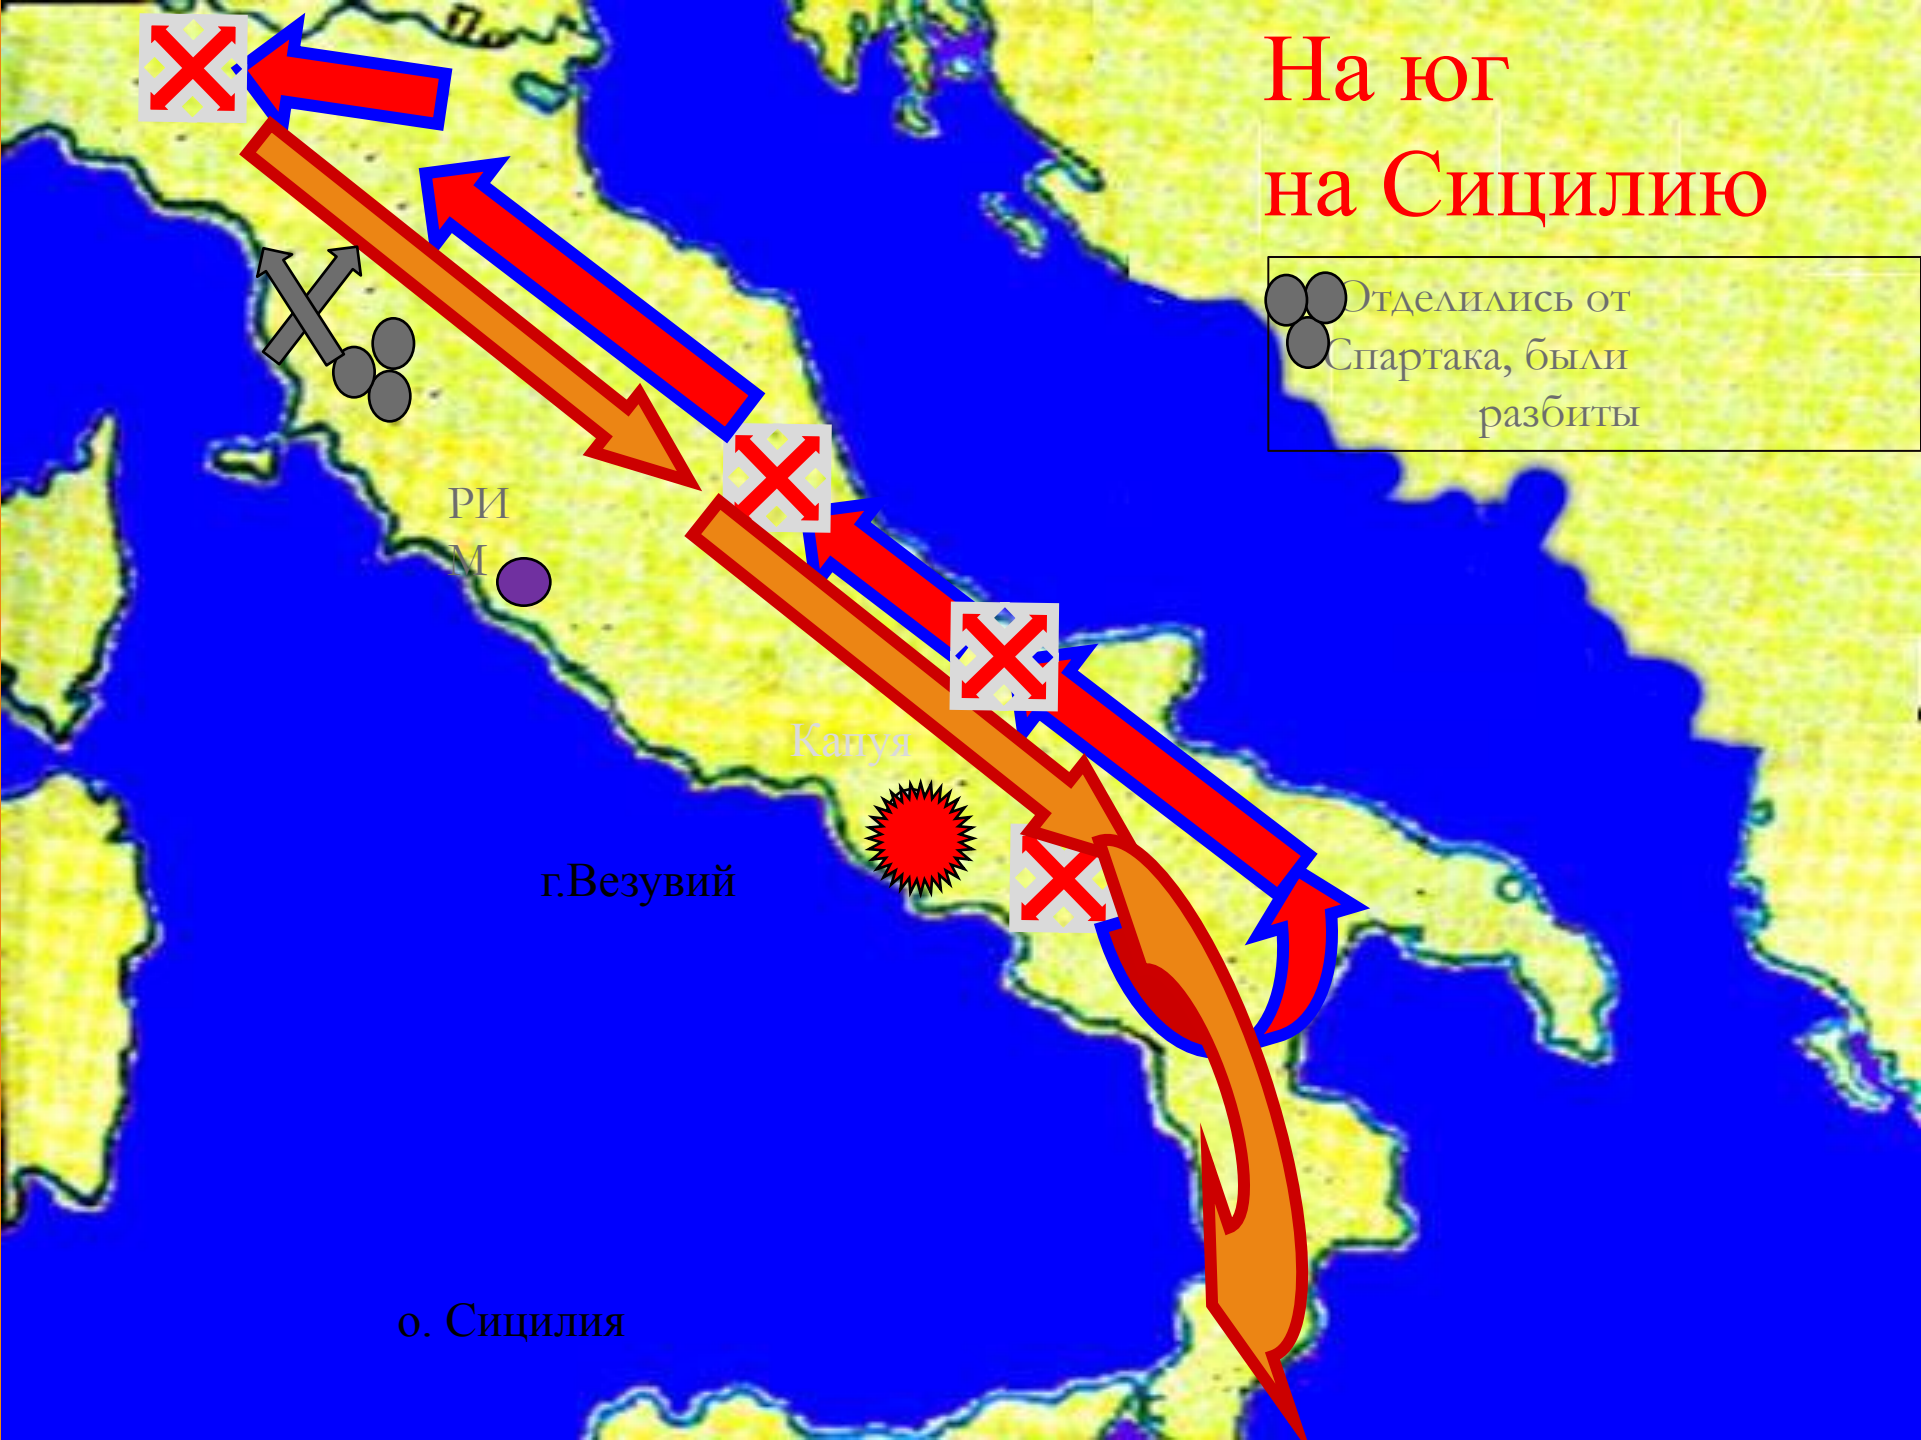 На юг
на Сицилию
Отделились от
Спартака, были
разбиты
РИ
М
Капуя
г.Везувий
о. Сицилия